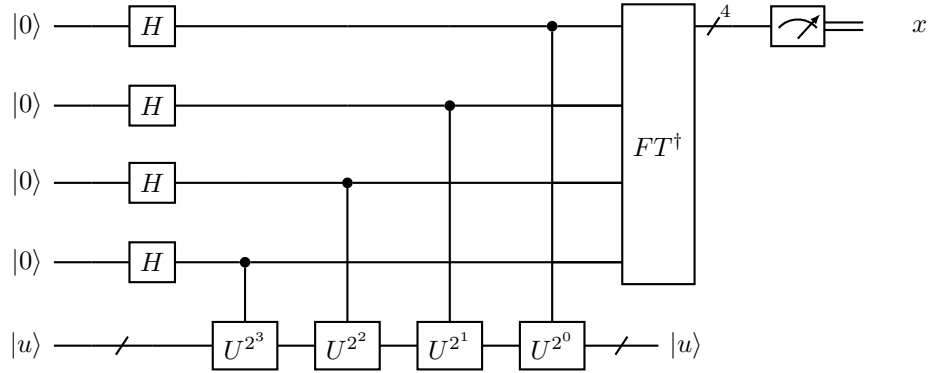 |0⟩ H 4 x
|0⟩ H
FT†
|0⟩ H
|0⟩ H
|u⟩ U^{2^3} U^{2^2} U^{2^1} U^{2^0} |u⟩